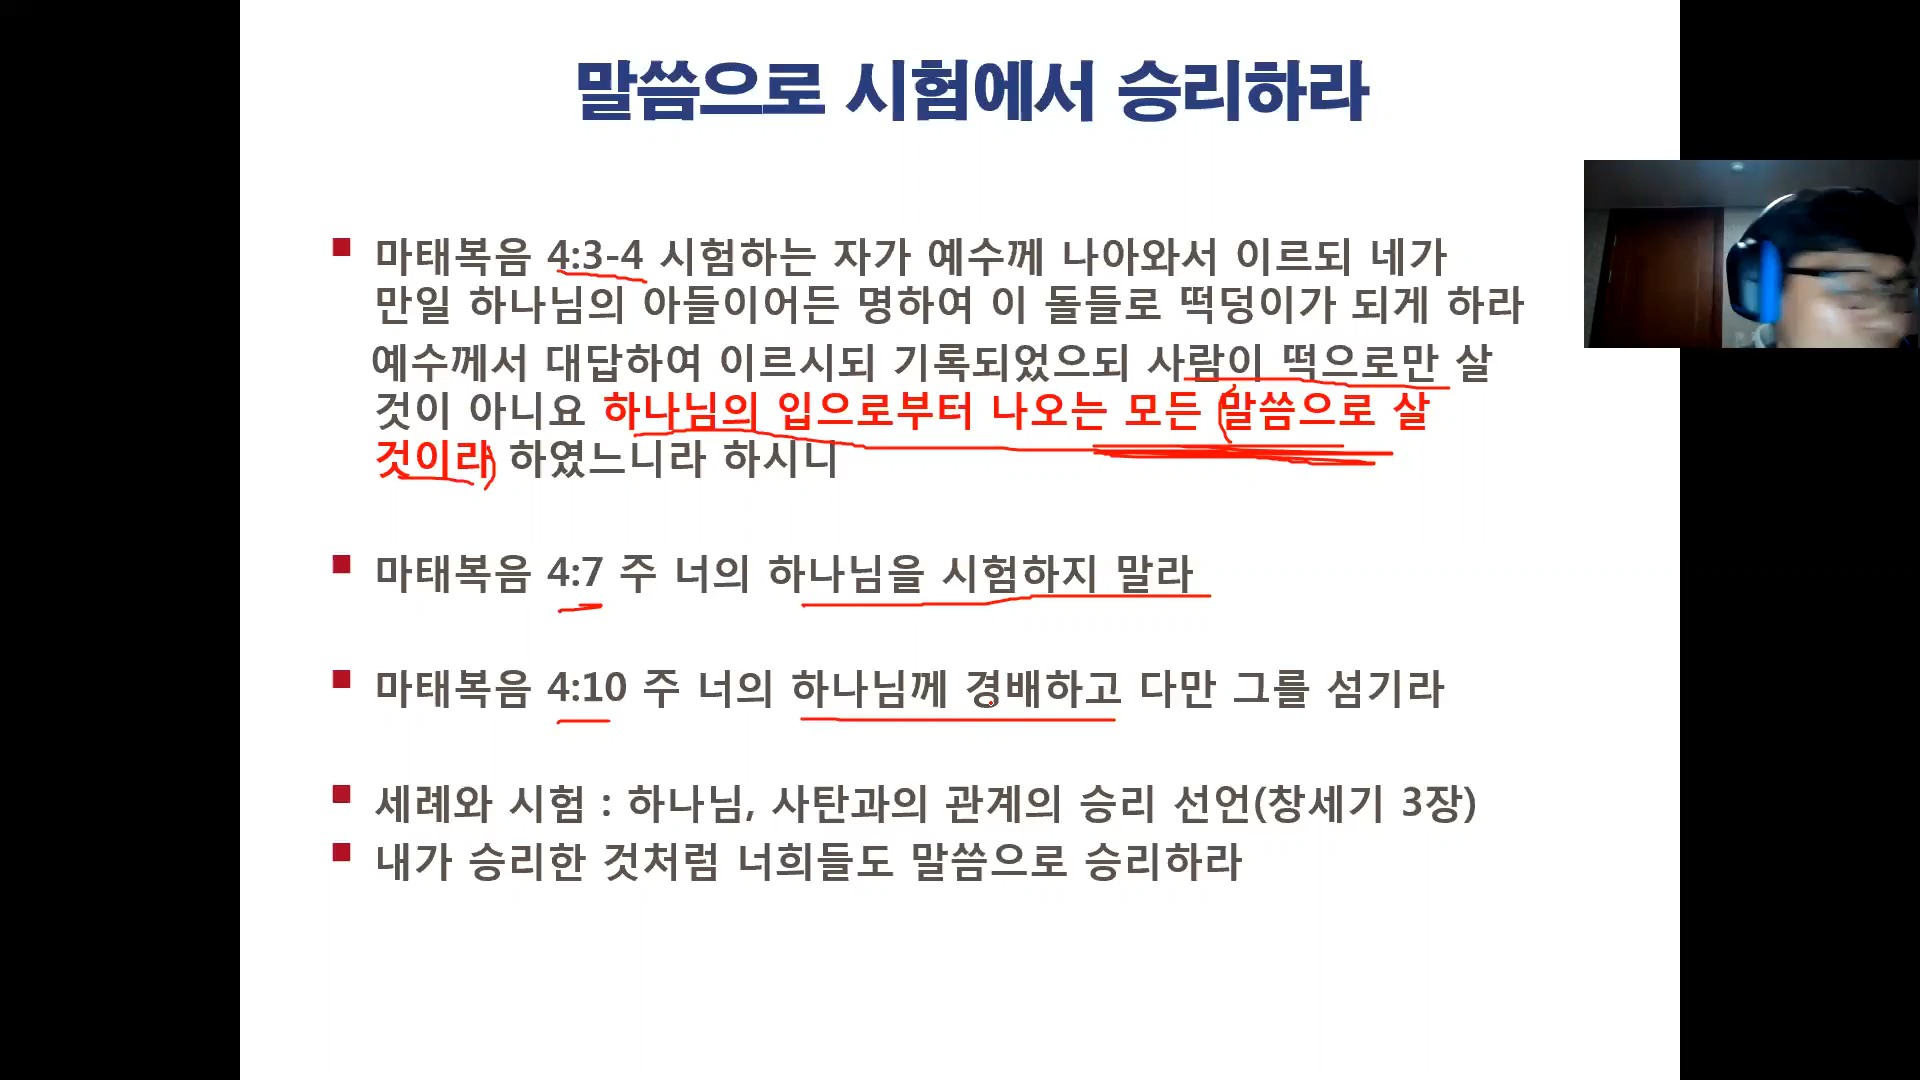 말씀으로 시험에서 승리하라
마태복음 4:3-4 시험하는 자가 예수께 나아와서 이르되 네가
만일 하나님의 아들이어든 명하여 이 돌들로 떡덩이가 되게 하라
예수께서 대답하여 이르시되 기록되었으되 사람이 떡으로만 살
것이 아니요 하나님의 입으로부터 나오는 모든 말씀으로 살
것이라 하였느니라 하시니
마태복음 4:7 주 너의 하나님을 시험하지 말라
마태복음 4:10 주 너의 하나님께 경배하고 다만 그를 섬기라
세례와 시험 : 하나님, 사탄과의 관계의 승리 선언(창세기 3장)
내가 승리한 것처럼 너희들도 말씀으로 승리하라